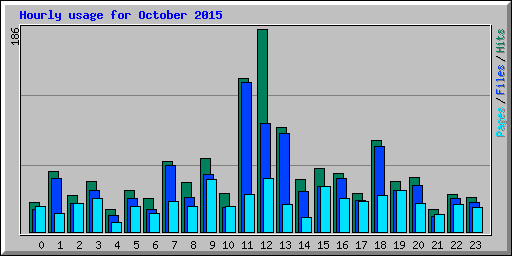 Hourly usage for October 2015
186
Pages / Files / Hits
0 1 2 3 4 5 6 7 8 9 10 11 12 13 14 15 16 17 18 19 20 21 22 23